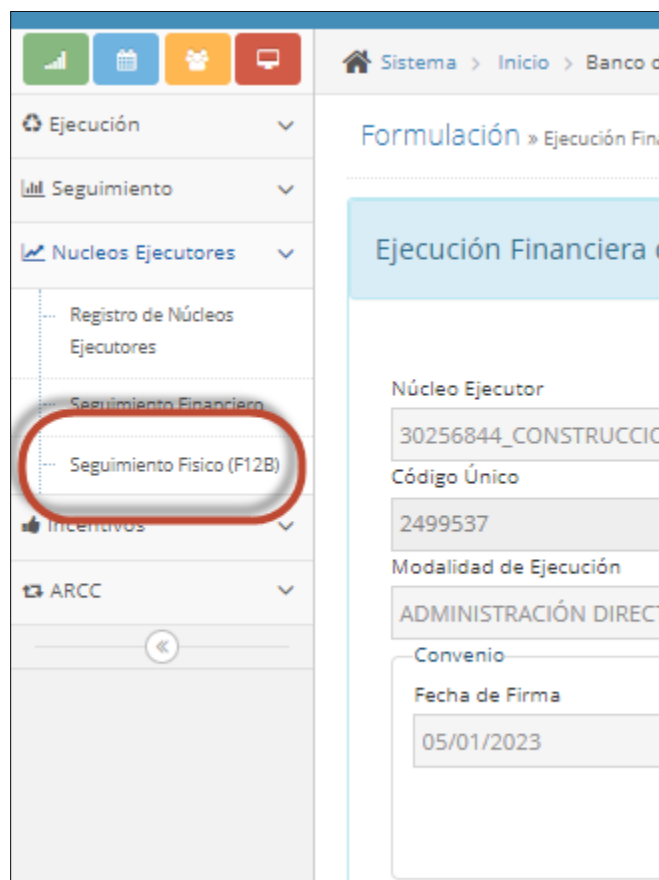 Sistema > Inicio > Banco
Formulación » Ejecución
Ejecución
Seguimiento
Nucleos Ejecutores
Registro de Núcleos
Ejecutores
Seguimiento Financiero
Seguimiento Fisico (F12B)
Incentivos
ARCC
Ejecución Financiera
Núcleo Ejecutor
30256844_CONSTRUCCIO
Código Único
2499537
Modalidad de Ejecución
ADMINISTRACIÓN DIRECT
Convenio
Fecha de Firma
05/01/2023